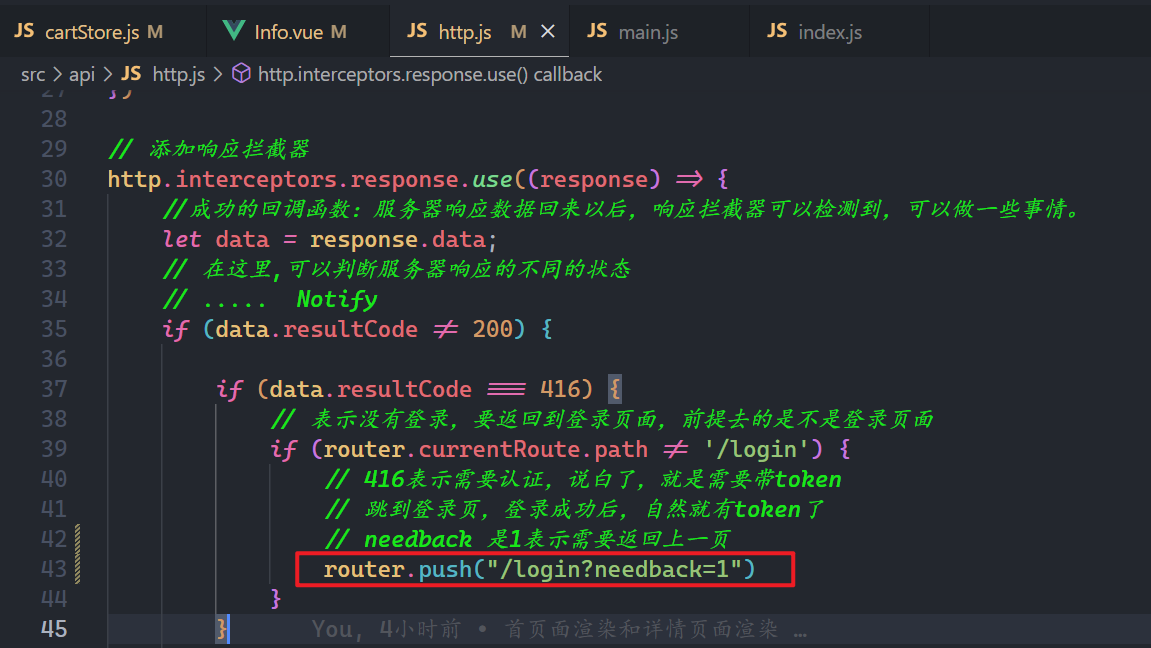 JS cartStore.js M Info.vue M JS http.js M JS main.js JS index.js
src > api > JS http.js > http.interceptors.response.use() callback
27 })
28
29 // 添加响应拦截器
30 http.interceptors.response.use((response) => {
31 //成功的回调函数：服务器响应数据回来以后，响应拦截器可以检测到，可以做一些事情。
32 let data = response.data;
33 // 在这里,可以判断服务器响应的不同的状态
34 // ..... Notify
35 if (data.resultCode != 200) {
36
37 if (data.resultCode === 416) {
38 // 表示没有登录，要返回到登录页面，前提去的是不是登录页面
39 if (router.currentRoute.path != '/login') {
40 // 416表示需要认证，说白了，就是需要带token
41 // 跳到登录页，登录成功后，自然就有token了
42 // needback 是1表示需要返回上一页
43 router.push("/login?needback=1")
44 }
45 } You, 4小时前 • 首页面渲染和详情页面渲染 …